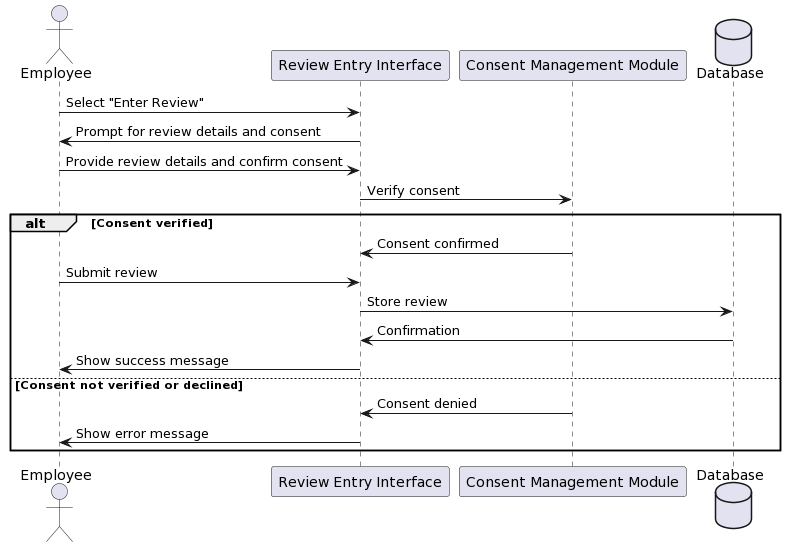 Employee
Review Entry Interface
Consent Management Module
Database
Select "Enter Review"
Prompt for review details and consent
Provide review details and confirm consent
Verify consent
alt
[Consent verified]
Consent confirmed
Submit review
Store review
Confirmation
Show success message
[Consent not verified or declined]
Consent denied
Show error message
Employee
Review Entry Interface
Consent Management Module
Database